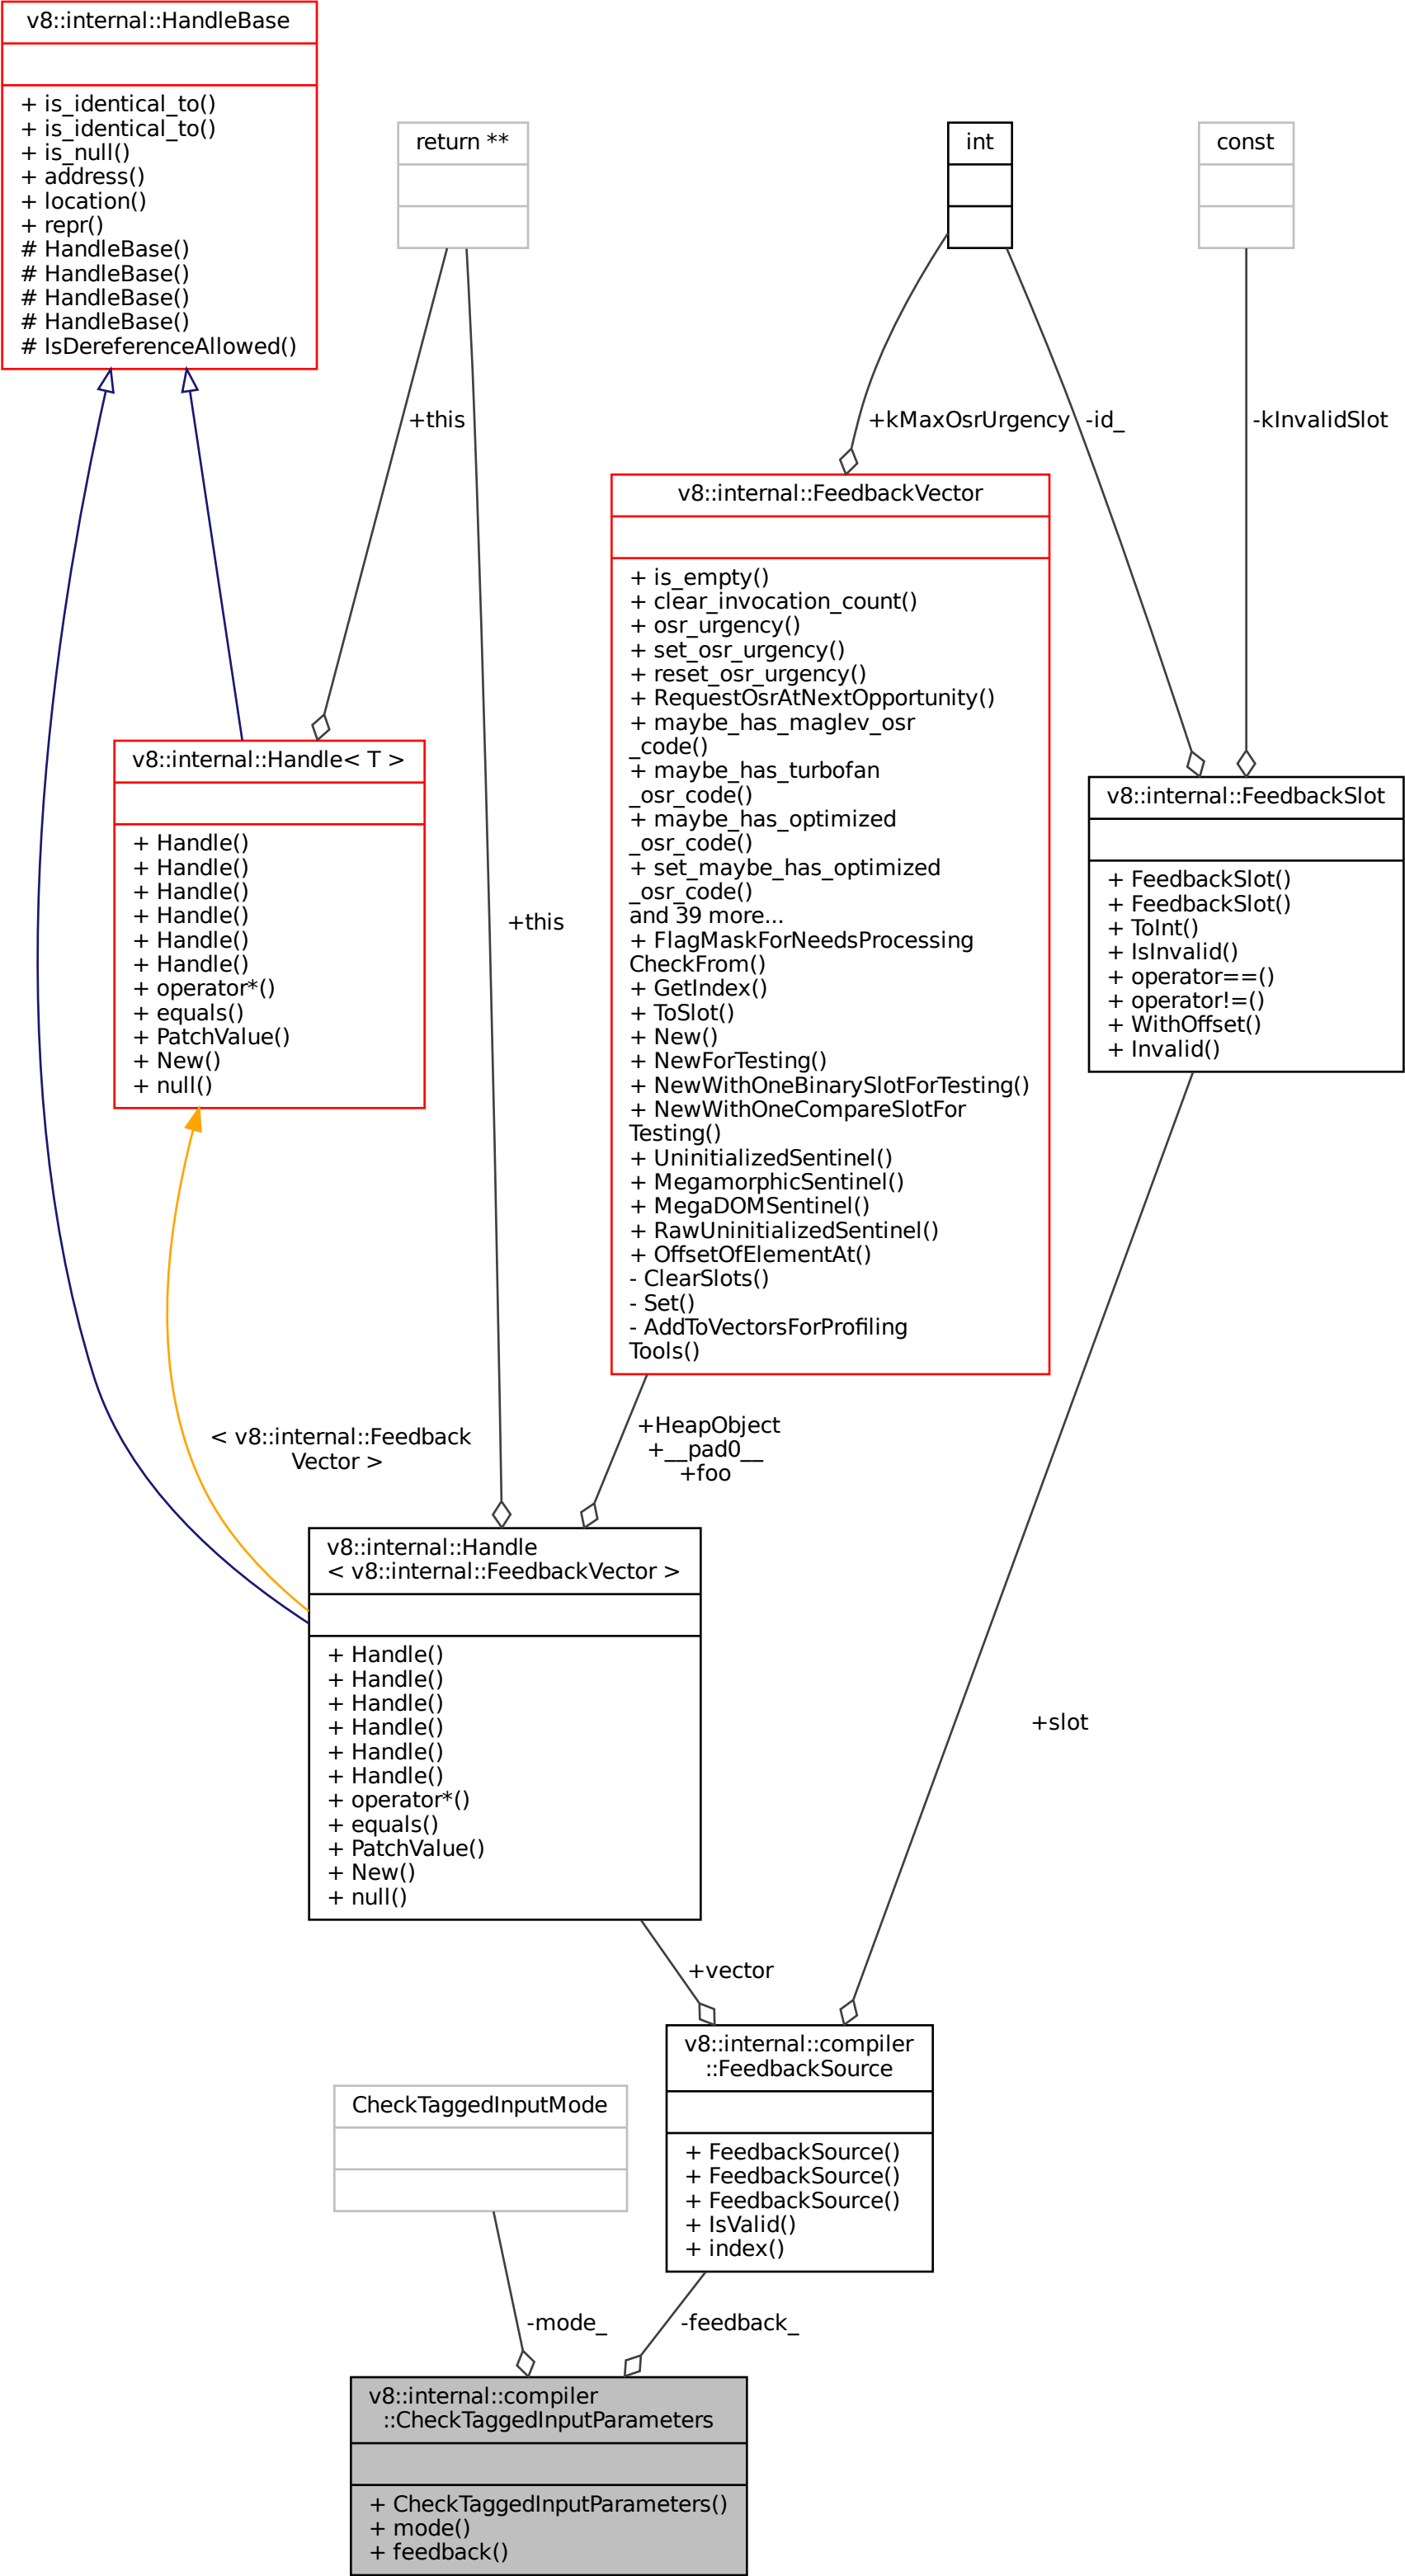 v8::internal::HandleBase
+ is_identical_to()
+ is_identical_to()
+ is_null()
+ address()
+ location()
+ repr()
# HandleBase()
# HandleBase()
# HandleBase()
# HandleBase()
# IsDereferenceAllowed()
return **
int
const
+this
+kMaxOsrUrgency
-id_
-kInvalidSlot
v8::internal::FeedbackVector
+ is_empty()
+ clear_invocation_count()
+ osr_urgency()
+ set_osr_urgency()
+ reset_osr_urgency()
+ RequestOsrAtNextOpportunity()
+ maybe_has_maglev_osr
_code()
+ maybe_has_turbofan
_osr_code()
+ maybe_has_optimized
_osr_code()
+ set_maybe_has_optimized
_osr_code()
and 39 more...
+ FlagMaskForNeedsProcessing
CheckFrom()
+ GetIndex()
+ ToSlot()
+ New()
+ NewForTesting()
+ NewWithOneBinarySlotForTesting()
+ NewWithOneCompareSlotFor
Testing()
+ UninitializedSentinel()
+ MegamorphicSentinel()
+ MegaDOMSentinel()
+ RawUninitializedSentinel()
+ OffsetOfElementAt()
- ClearSlots()
- Set()
- AddToVectorsForProfiling
Tools()
v8::internal::Handle< T >
+ Handle()
+ Handle()
+ Handle()
+ Handle()
+ Handle()
+ Handle()
+ operator*()
+ equals()
+ PatchValue()
+ New()
+ null()
+this
v8::internal::FeedbackSlot
+ FeedbackSlot()
+ FeedbackSlot()
+ ToInt()
+ IsInvalid()
+ operator==()
+ operator!=()
+ WithOffset()
+ Invalid()
< v8::internal::Feedback
Vector >
+HeapObject
+__pad0__
+foo
v8::internal::Handle
< v8::internal::FeedbackVector >
+ Handle()
+ Handle()
+ Handle()
+ Handle()
+ Handle()
+ Handle()
+ operator*()
+ equals()
+ PatchValue()
+ New()
+ null()
+slot
+vector
v8::internal::compiler
::FeedbackSource
+ FeedbackSource()
+ FeedbackSource()
+ FeedbackSource()
+ IsValid()
+ index()
CheckTaggedInputMode
-mode_
-feedback_
v8::internal::compiler
::CheckTaggedInputParameters
+ CheckTaggedInputParameters()
+ mode()
+ feedback()